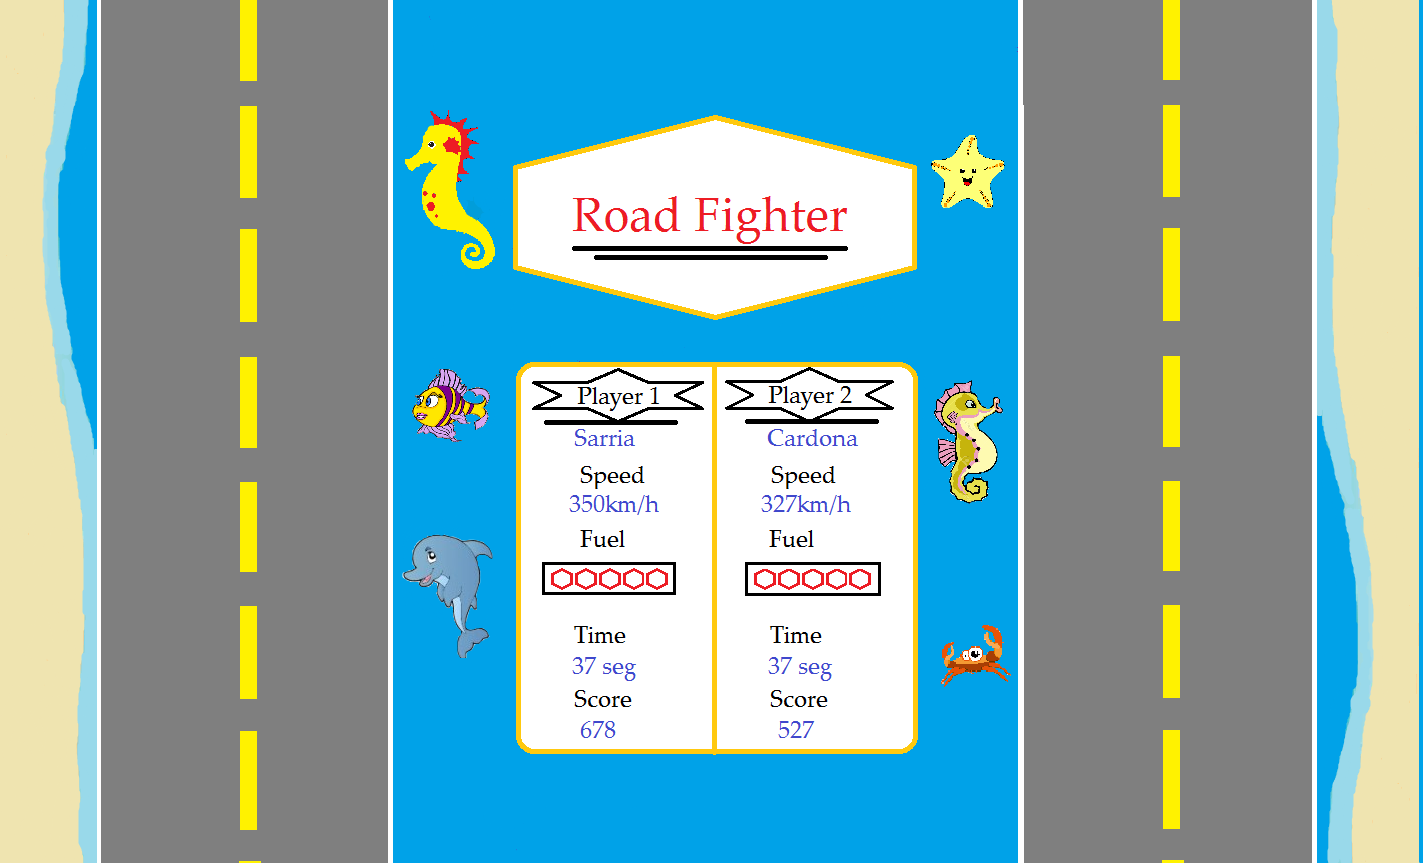 Road Fighter
Player 1
Sarria
Speed
350km/h
Fuel
Time
37 seg
Score
678
Player 2
Cardona
Speed
327km/h
Fuel
Time
37 seg
Score
527